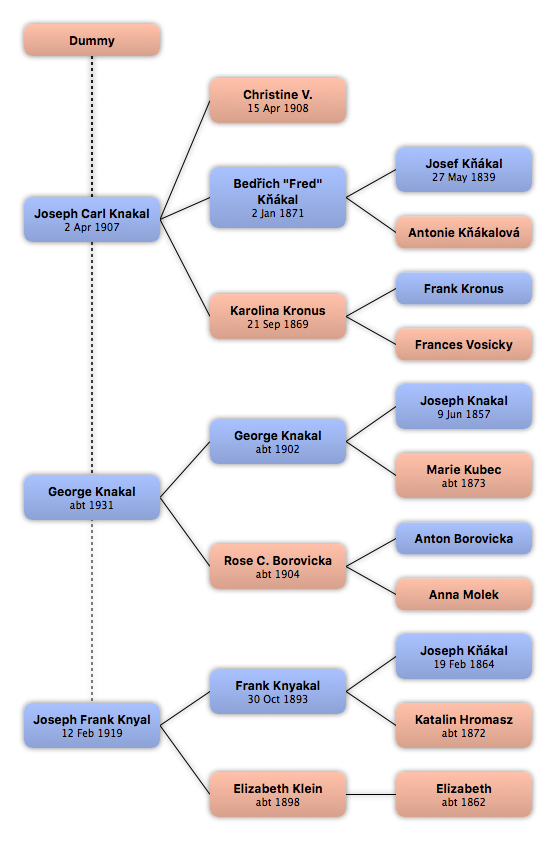 Dummy
Christine V.
15 Apr 1908
Bedřich "Fred"
Kňákal
2 Jan 1871
Josef Kňákal
27 May 1839
Antonie Kňákalová
Joseph Carl Knakal
2 Apr 1907
Karolina Kronus
21 Sep 1869
Frank Kronus
Frances Vosicky
George Knakal
abt 1902
Joseph Knakal
9 Jun 1857
Marie Kubec
abt 1873
George Knakal
abt 1931
Rose C. Borovicka
abt 1904
Anton Borovicka
Anna Molek
Frank Knyakal
30 Oct 1893
Joseph Kňákal
19 Feb 1864
Katalin Hromasz
abt 1872
Joseph Frank Knyal
12 Feb 1919
Elizabeth Klein
abt 1898
Elizabeth
abt 1862